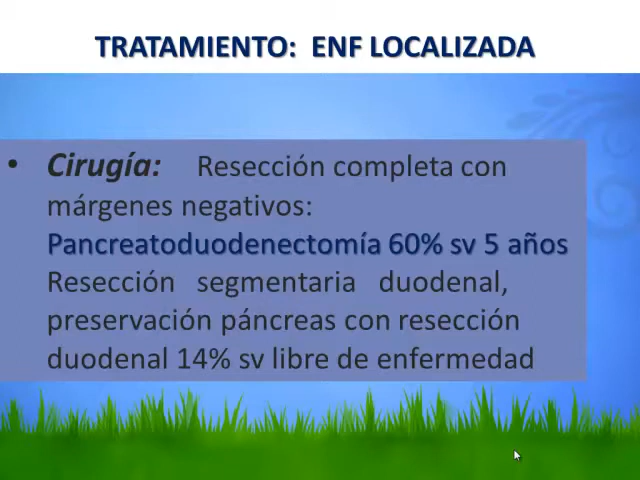 TRATAMIENTO: ENF LOCALIZADA
• Cirugía: Resección completa con
márgenes negativos:
Pancreatoduodenectomía 60% sv 5 años
Resección segmentaria duodenal,
preservación páncreas con resección
duodenal 14% sv libre de enfermedad